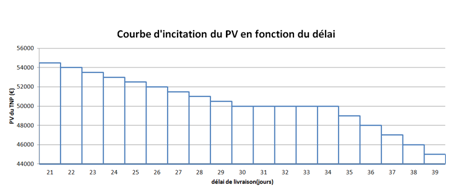 Courbe d'incitation du PV en fonction du délai
56000
54000
52000
50000
48000
46000
44000
PV du TNP (€)
21 22 23 24 25 26 27 28 29 30 31 32 33 34 35 36 37 38 39
délai de livraison(jours)